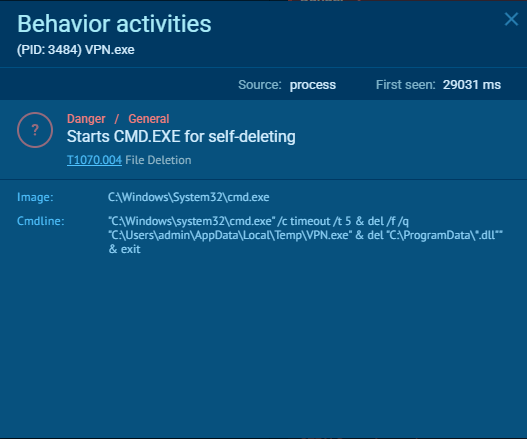 Behavior activities
(PID: 3484) VPN.exe
Source: process First seen: 29031 ms
?
Danger / General
Starts CMD.EXE for self-deleting
T1070.004 File Deletion
Image: C:\Windows\System32\cmd.exe
Cmdline: "C:\Windows\system32\cmd.exe" /c timeout /t 5 & del /f /q
"C:\Users\admin\AppData\Local\Temp\VPN.exe" & del "C:\ProgramData\*.dll""
& exit